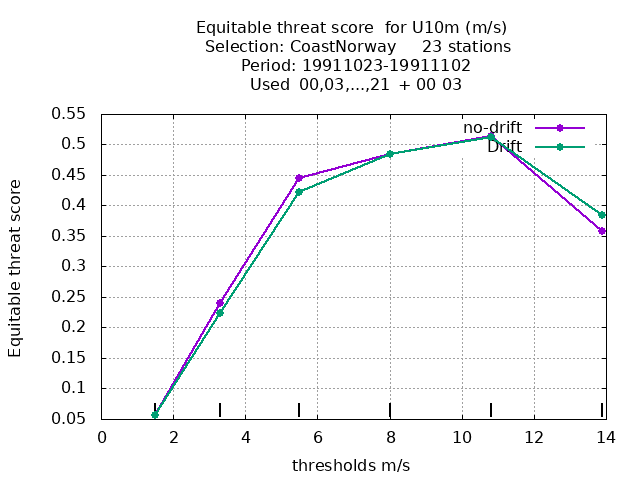 Equitable threat score  for U10m (m/s)
Selection: CoastNorway     23 stations
Period: 19911023-19911102
Used  00,03,...,21  + 00 03
0.55
0.5
0.45
0.4
0.35
0.3
0.25
0.2
0.15
0.1
0.05
0 2 4 6 8 10 12 14
Equitable threat score
thresholds m/s
no-drift
Drift